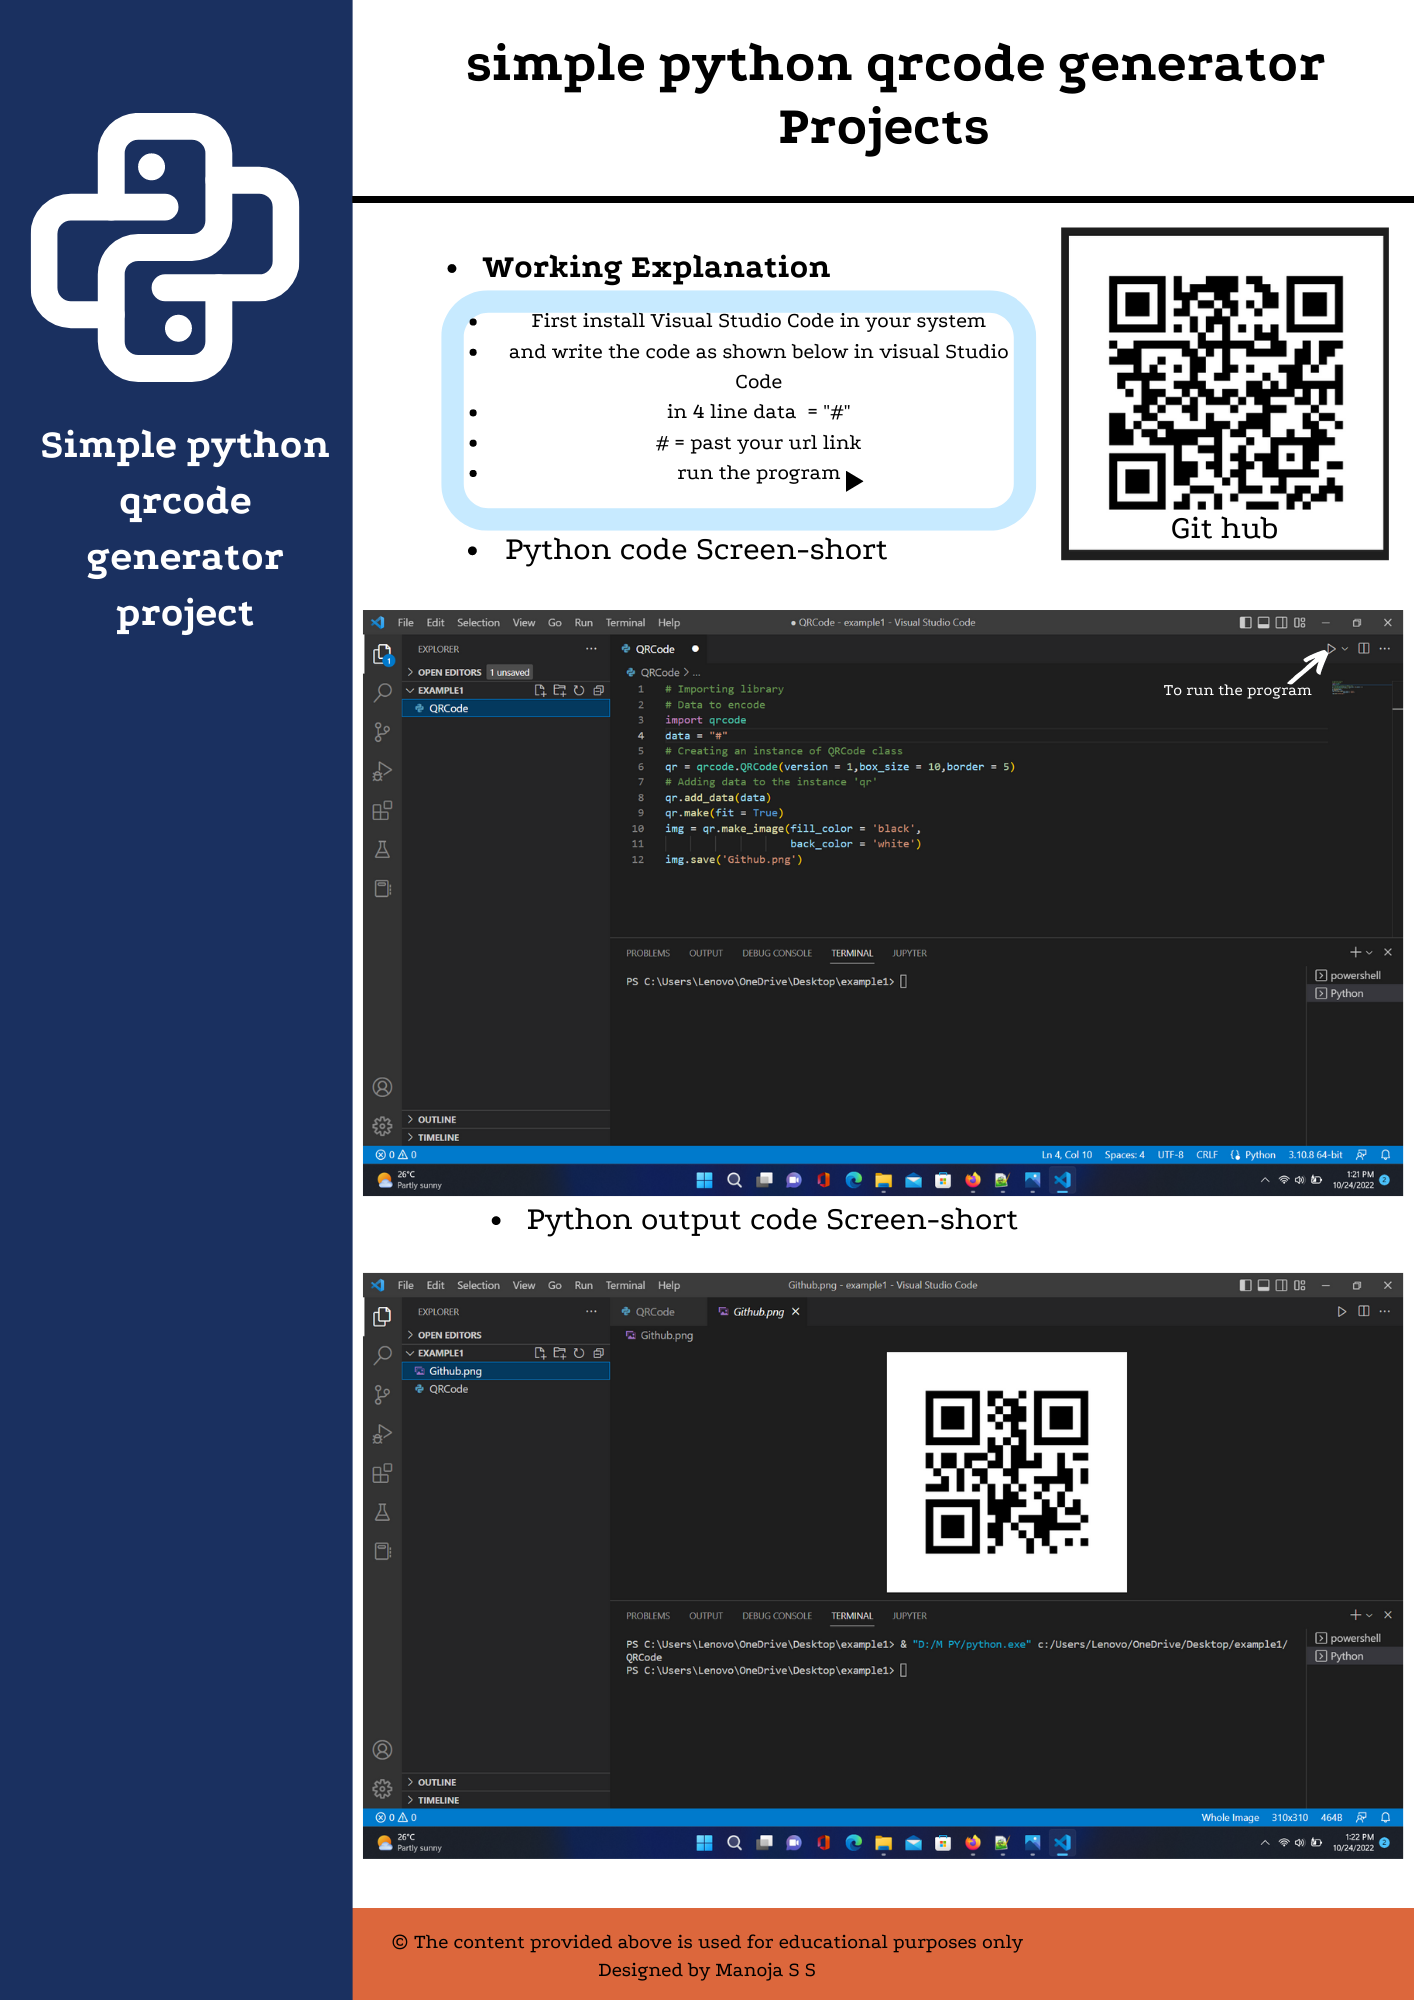 simple python qrcode generator
Projects
Simple python
qrcode
generator
project
• Working Explanation
• First install Visual Studio Code in your system
• and write the code as shown below in visual Studio
Code
• in 4 line data = "#"
• # = past your url link
• run the program
Git hub
• Python code Screen-short
File Edit Selection View Go Run Terminal Help
● QRCode - example1 - Visual Studio Code
EXPLORER ···
OPEN EDITORS 1 unsaved
EXAMPLE1
QRCode
1
QRCode ●
QRCode > ...
To run the program
1 # Importing library
2 # Data to encode
3 import qrcode
4 data = "#"
5 # Creating an instance of QRCode class
6 qr = qrcode.QRCode(version = 1,box_size = 10,border = 5)
7 # Adding data to the instance 'qr'
8 qr.add_data(data)
9 qr.make(fit = True)
10 img = qr.make_image(fill_color = 'black',
11 back_color = 'white')
12 img.save('Github.png')
PROBLEMS OUTPUT DEBUG CONSOLE TERMINAL JUPYTER
PS C:\Users\Lenovo\OneDrive\Desktop\example1>
powershell
Python
OUTLINE
TIMELINE
0 0
Ln 4, Col 10 Spaces: 4 UTF-8 CRLF Python 3.10.8 64-bit
26°C
Partly sunny
1:21 PM
10/24/2022 2
• Python output code Screen-short
File Edit Selection View Go Run Terminal Help
Github.png - example1 - Visual Studio Code
EXPLORER ···
OPEN EDITORS
EXAMPLE1
Github.png
QRCode
QRCode Github.png
Github.png
PROBLEMS OUTPUT DEBUG CONSOLE TERMINAL JUPYTER
PS C:\Users\Lenovo\OneDrive\Desktop\example1> & "D:/M PY/python.exe" c:/Users/Lenovo/OneDrive/Desktop/example1/
QRCode
PS C:\Users\Lenovo\OneDrive\Desktop\example1>
powershell
Python
OUTLINE
TIMELINE
0 0
Whole Image 310x310 464B
26°C
Partly sunny
1:22 PM
10/24/2022 2
© The content provided above is used for educational purposes only
Designed by Manoja S S